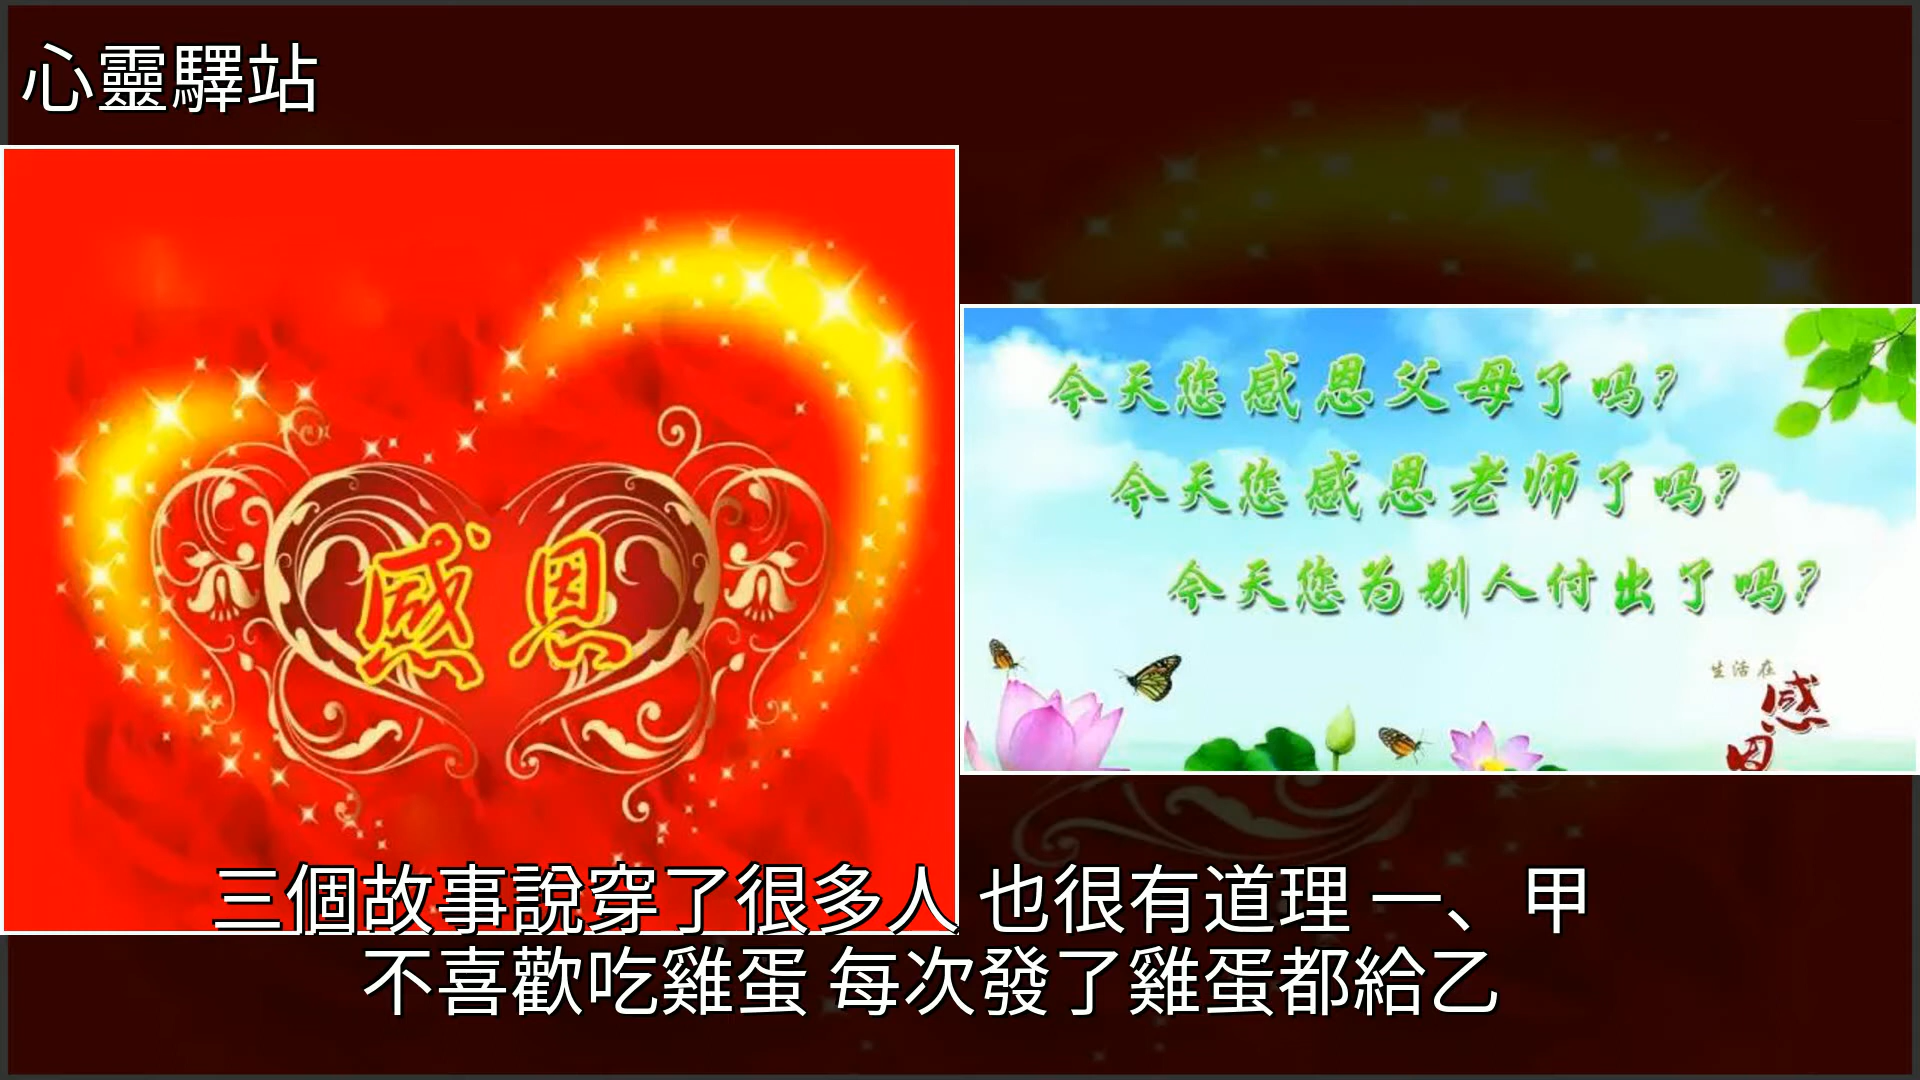 心靈驛站
感恩
今天您感恩父母了吗?
今天您感恩老师了吗?
今天您为别人付出了吗?
生活在
感恩
三個故事說穿了很多人 也很有道理 一、甲
不喜歡吃雞蛋 每次發了雞蛋都給乙